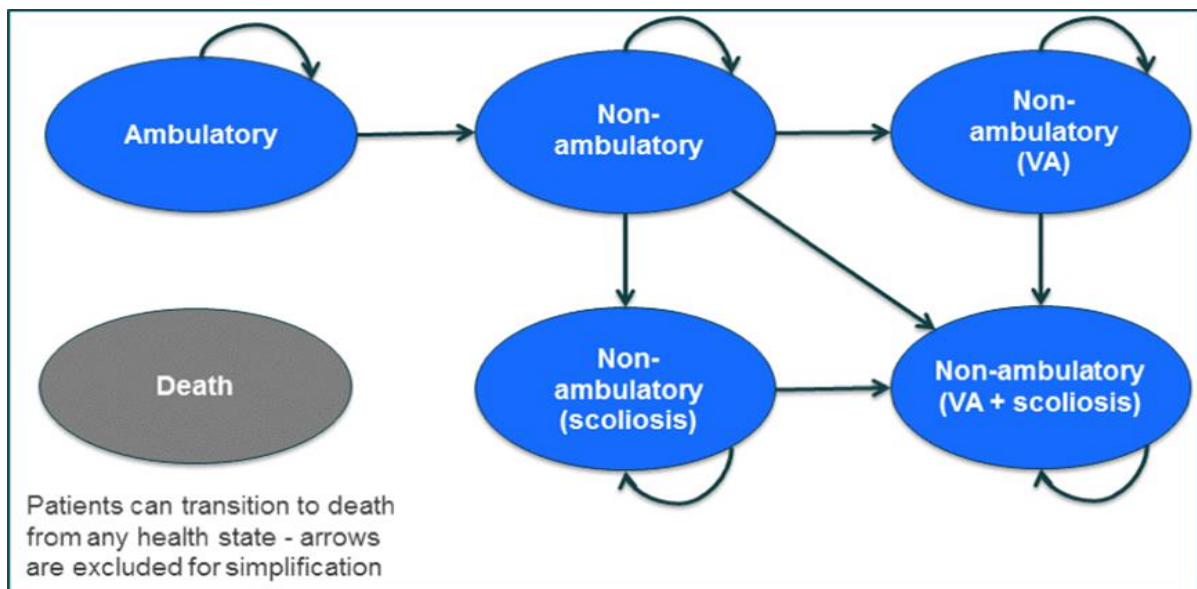 Ambulatory
Non-
ambulatory
Non-
ambulatory
(VA)
Death
Non-
ambulatory
(scoliosis)
Non-ambulatory
(VA + scoliosis)
Patients can transition to death
from any health state - arrows
are excluded for simplification